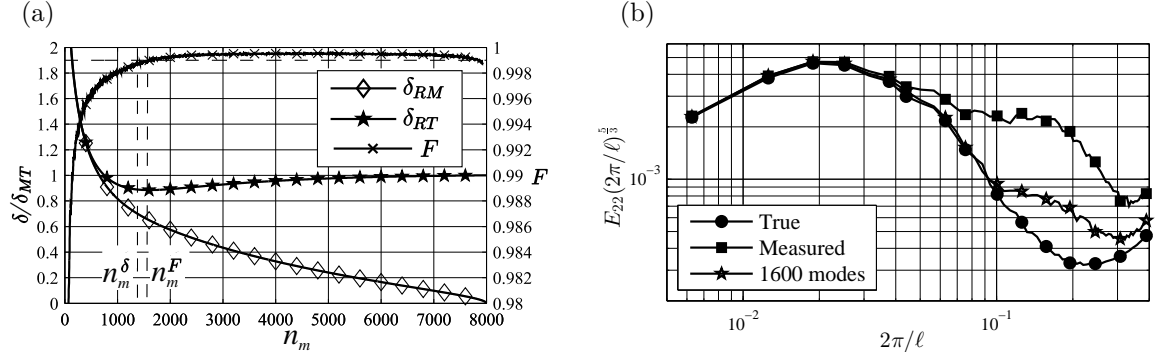 (a)
(b)
2
1.8
1.6
1.4
1.2
1
0.8
0.6
0.4
0.2
0
δ/δ_MT
1
0.998
0.996
0.994
0.992
0.990
0.99
0.988
0.986
0.984
0.982
0.98
F
δ_RM
δ_RT
F
n_m^δ
n_m^F
0 1000 2000 3000 4000 5000 6000 7000 8000
n_m
E_22(2π/ℓ)^{5/3}
10^{-3}
True
Measured
1600 modes
10^{-2} 10^{-1}
2π/ℓ